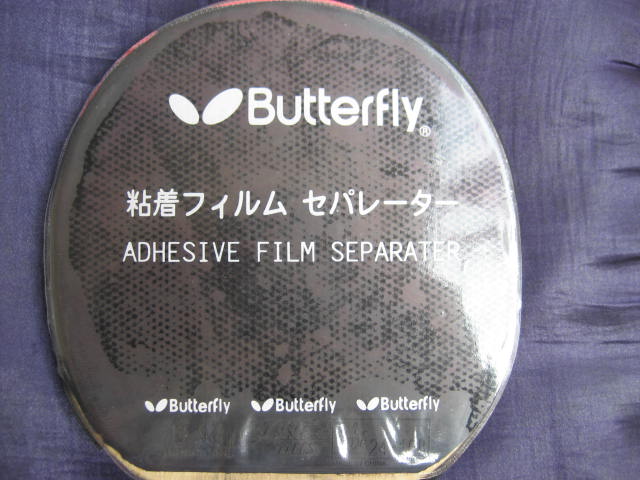 Butterfly®
粘着フィルム セパレーター
ADHESIVE FILM SEPARATER
Butterfly Butterfly Butterfly